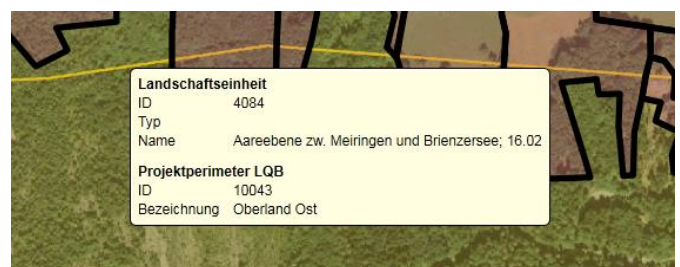 Landschaftseinheit
ID 4084
Typ
Name Aareebene zw. Meiringen und Brienzersee; 16.02
Projektperimeter LQB
ID 10043
Bezeichnung Oberland Ost